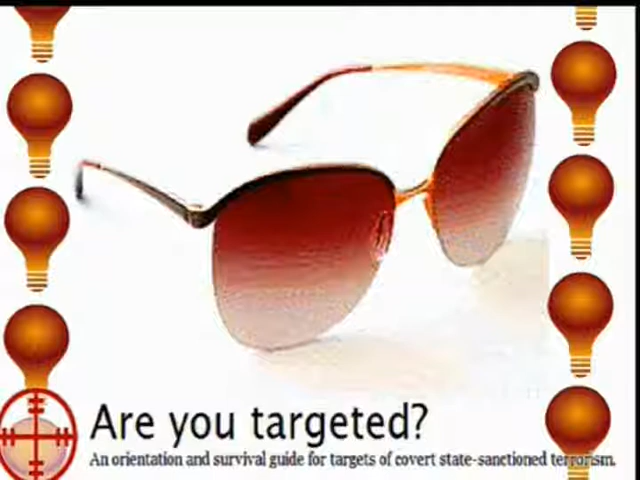 Are you targeted?
An orientation and survival guide for targets of covert state-sanctioned terrorism.